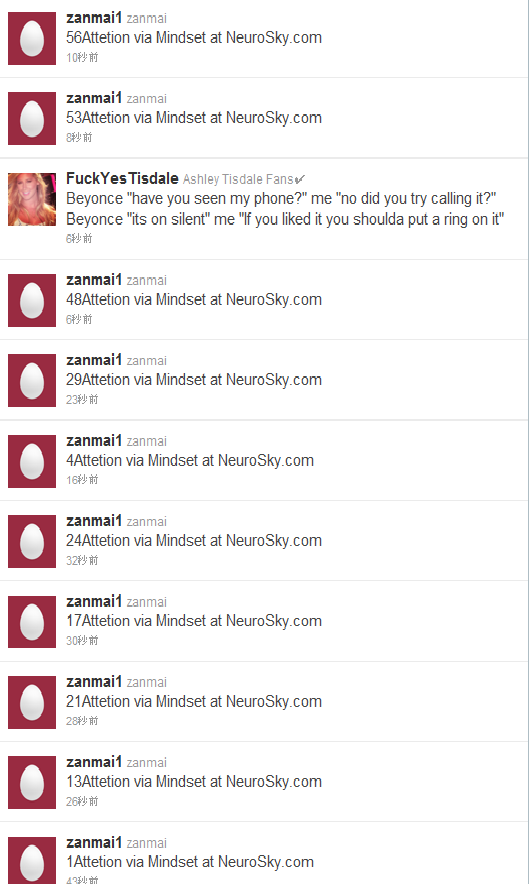 zanmai1 zanmai
56Attetion via Mindset at NeuroSky.com
10秒前
zanmai1 zanmai
53Attetion via Mindset at NeuroSky.com
8秒前
FuckYesTisdale Ashley Tisdale Fans✔
Beyonce "have you seen my phone?" me "no did you try calling it?"
Beyonce "its on silent" me "If you liked it you shoulda put a ring on it"
6秒前
zanmai1 zanmai
48Attetion via Mindset at NeuroSky.com
6秒前
zanmai1 zanmai
29Attetion via Mindset at NeuroSky.com
23秒前
zanmai1 zanmai
4Attetion via Mindset at NeuroSky.com
16秒前
zanmai1 zanmai
24Attetion via Mindset at NeuroSky.com
32秒前
zanmai1 zanmai
17Attetion via Mindset at NeuroSky.com
30秒前
zanmai1 zanmai
21Attetion via Mindset at NeuroSky.com
28秒前
zanmai1 zanmai
13Attetion via Mindset at NeuroSky.com
26秒前
zanmai1 zanmai
1Attetion via Mindset at NeuroSky.com
43秒前